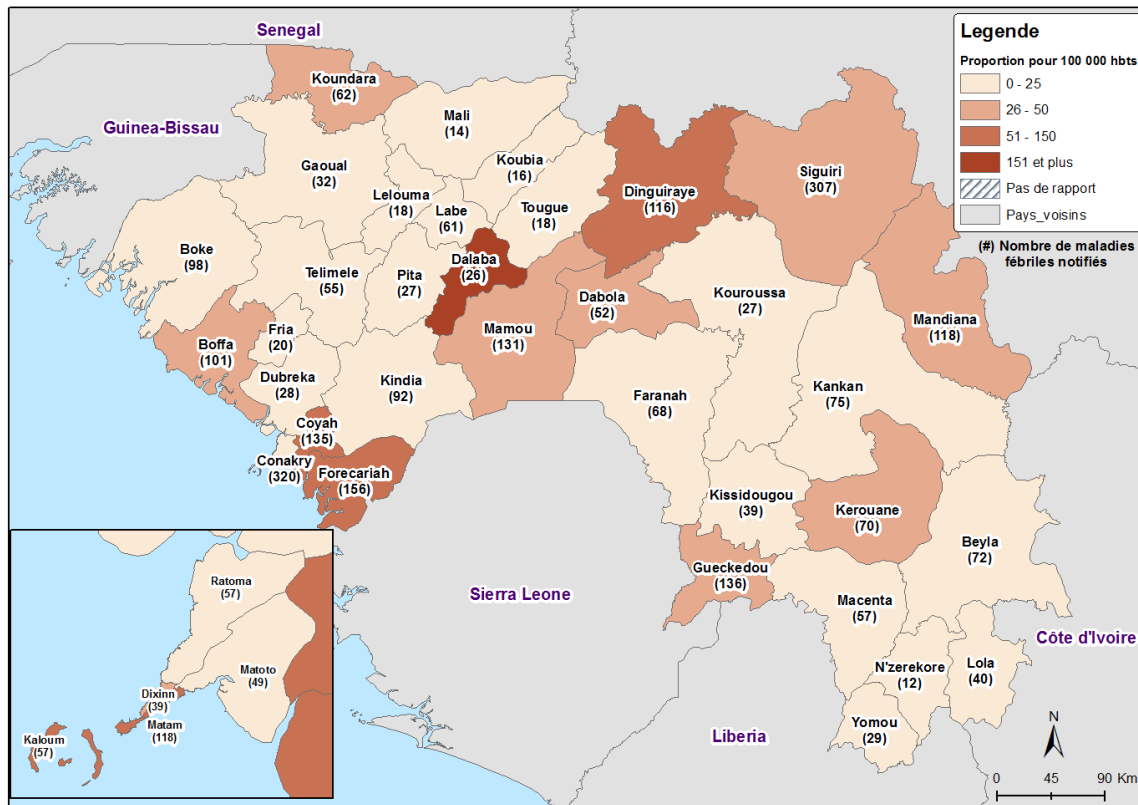 Senegal
Koundara
(62)
Guinea-Bissau
Mali
(14)
Gaoual
(32)
Koubia
(16)
Lelouma
(18)
Labe
(61)
Tougue
(18)
Dinguiraye
(116)
Siguiri
(307)
Boke
(98)
Telimele
(55)
Pita
(27)
Dalaba
(26)
Dabola
(52)
Kouroussa
(27)
Mandiana
(118)
Boffa
(101)
Fria
(20)
Mamou
(131)
Dubreka
(28)
Kindia
(92)
Faranah
(68)
Kankan
(75)
Coyah
(135)
Conakry
(320)
Forecariah
(156)
Kissidougou
(39)
Kerouane
(70)
Beyla
(72)
Gueckedou
(136)
Macenta
(57)
Sierra Leone
Côte d'Ivoire
N'zerekore
(12)
Lola
(40)
Yomou
(29)
Liberia
Ratoma
(57)
Matoto
(49)
Dixinn
(39)
Matam
(118)
Kaloum
(57)
Legende
Proportion pour 100 000 hbts
0 - 25
26 - 50
51 - 150
151 et plus
Pas de rapport
Pays_voisins
(#) Nombre de maladies
fébriles notifiés
N
0 45 90 Km